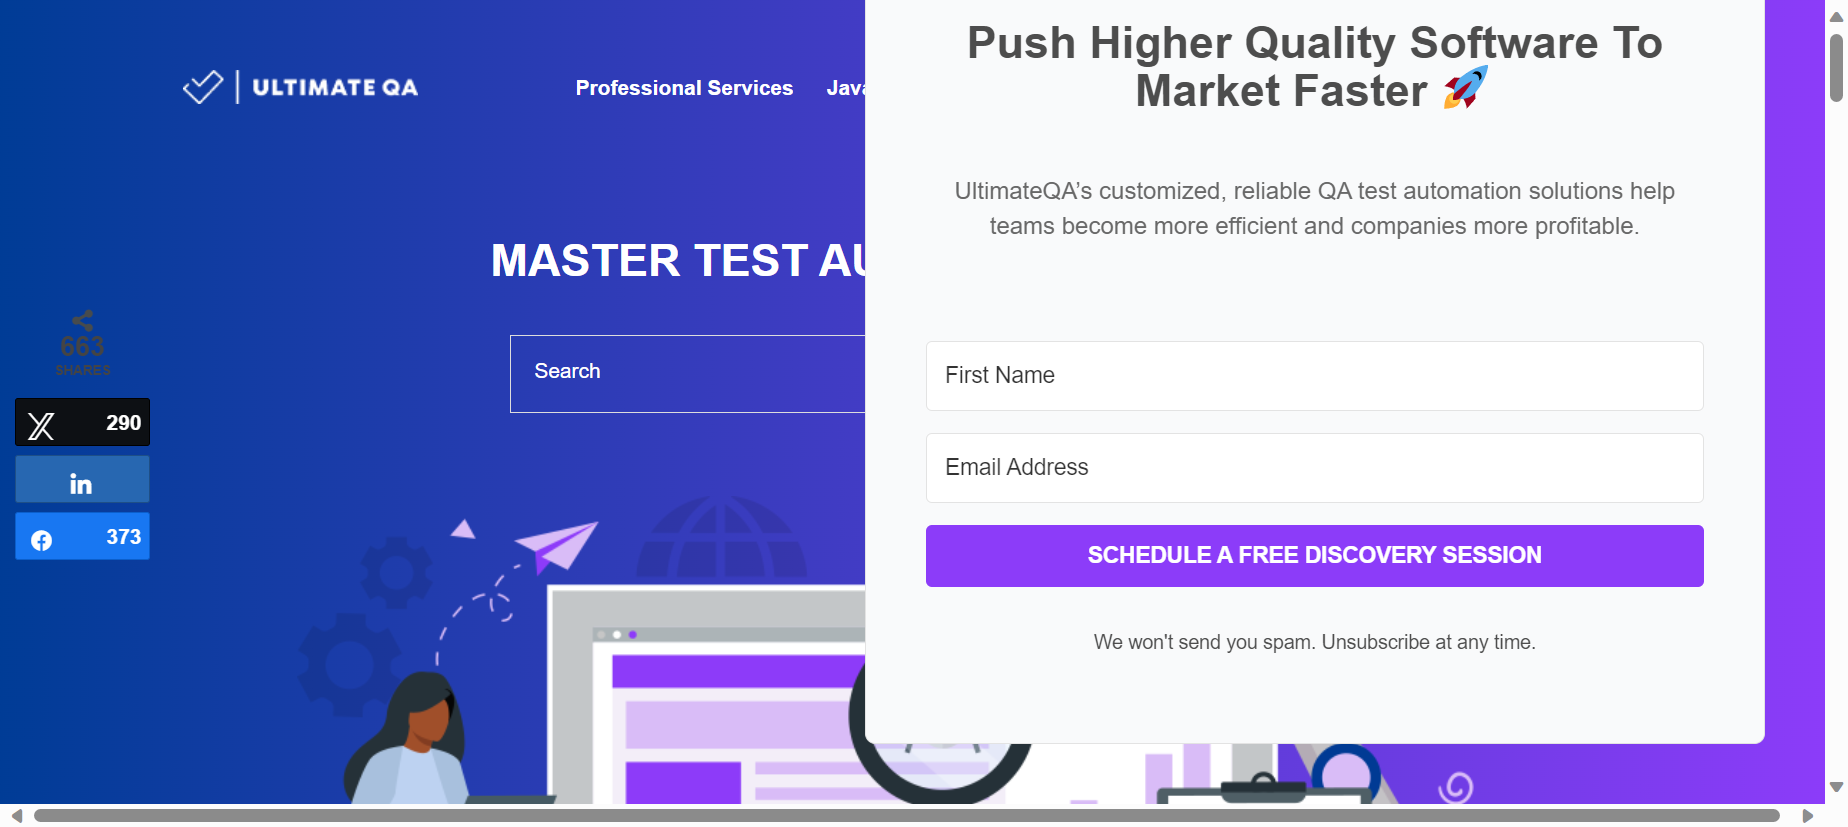 ULTIMATE QA
Professional Services
MASTER TEST
Search
663
SHARES
290
in
373
Push Higher Quality Software To
Market Faster 🚀
UltimateQA’s customized, reliable QA test automation solutions help
teams become more efficient and companies more profitable.
First Name
Email Address
SCHEDULE A FREE DISCOVERY SESSION
We won't send you spam. Unsubscribe at any time.